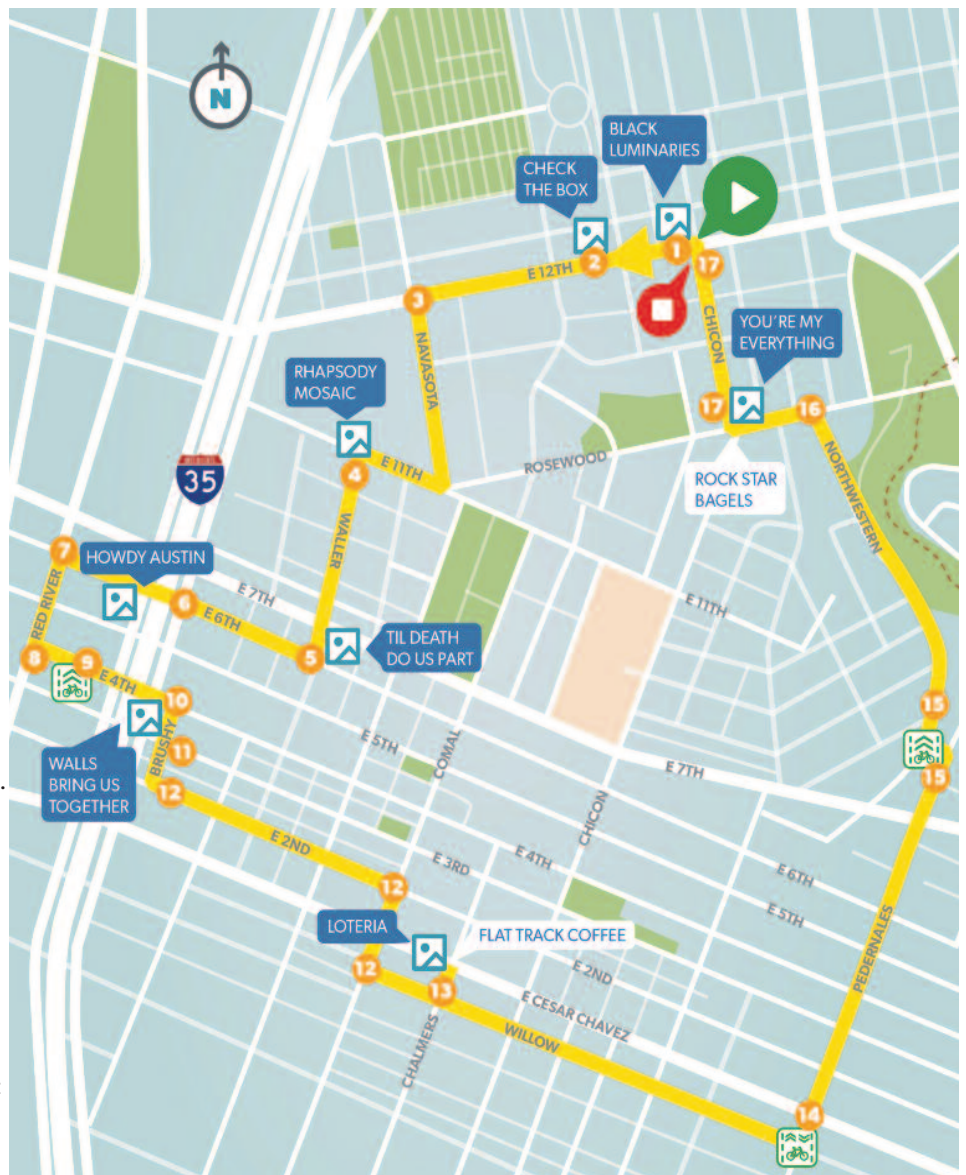 N
BLACK
LUMINARIES
CHECK
THE BOX
1
17
2
E 12TH
3
CHICON
NAVASOTA
YOU'RE MY
EVERYTHING
RHAPSODY
MOSAIC
17
16
E 11TH
ROSEWOOD
4
INTERSTATE
35
ROCK STAR
BAGELS
NORTHWESTERN
WALLER
7
HOWDY AUSTIN
E 7TH
6
E 6TH
RED RIVER
E 11TH
TIL DEATH
DO US PART
5
8
9
E 4TH
10
15
BRUSHY
11
E 5TH
COMAL
E 7TH
WALLS
BRING US
TOGETHER
.
12
15
CHICON
E 2ND
E 3RD
E 4TH
E 6TH
E 5TH
12
LOTERIA
FLAT TRACK COFFEE
PEDERNALES
12
13
E 2ND
E CESAR CHAVEZ
CHALMERS
WILLOW
14